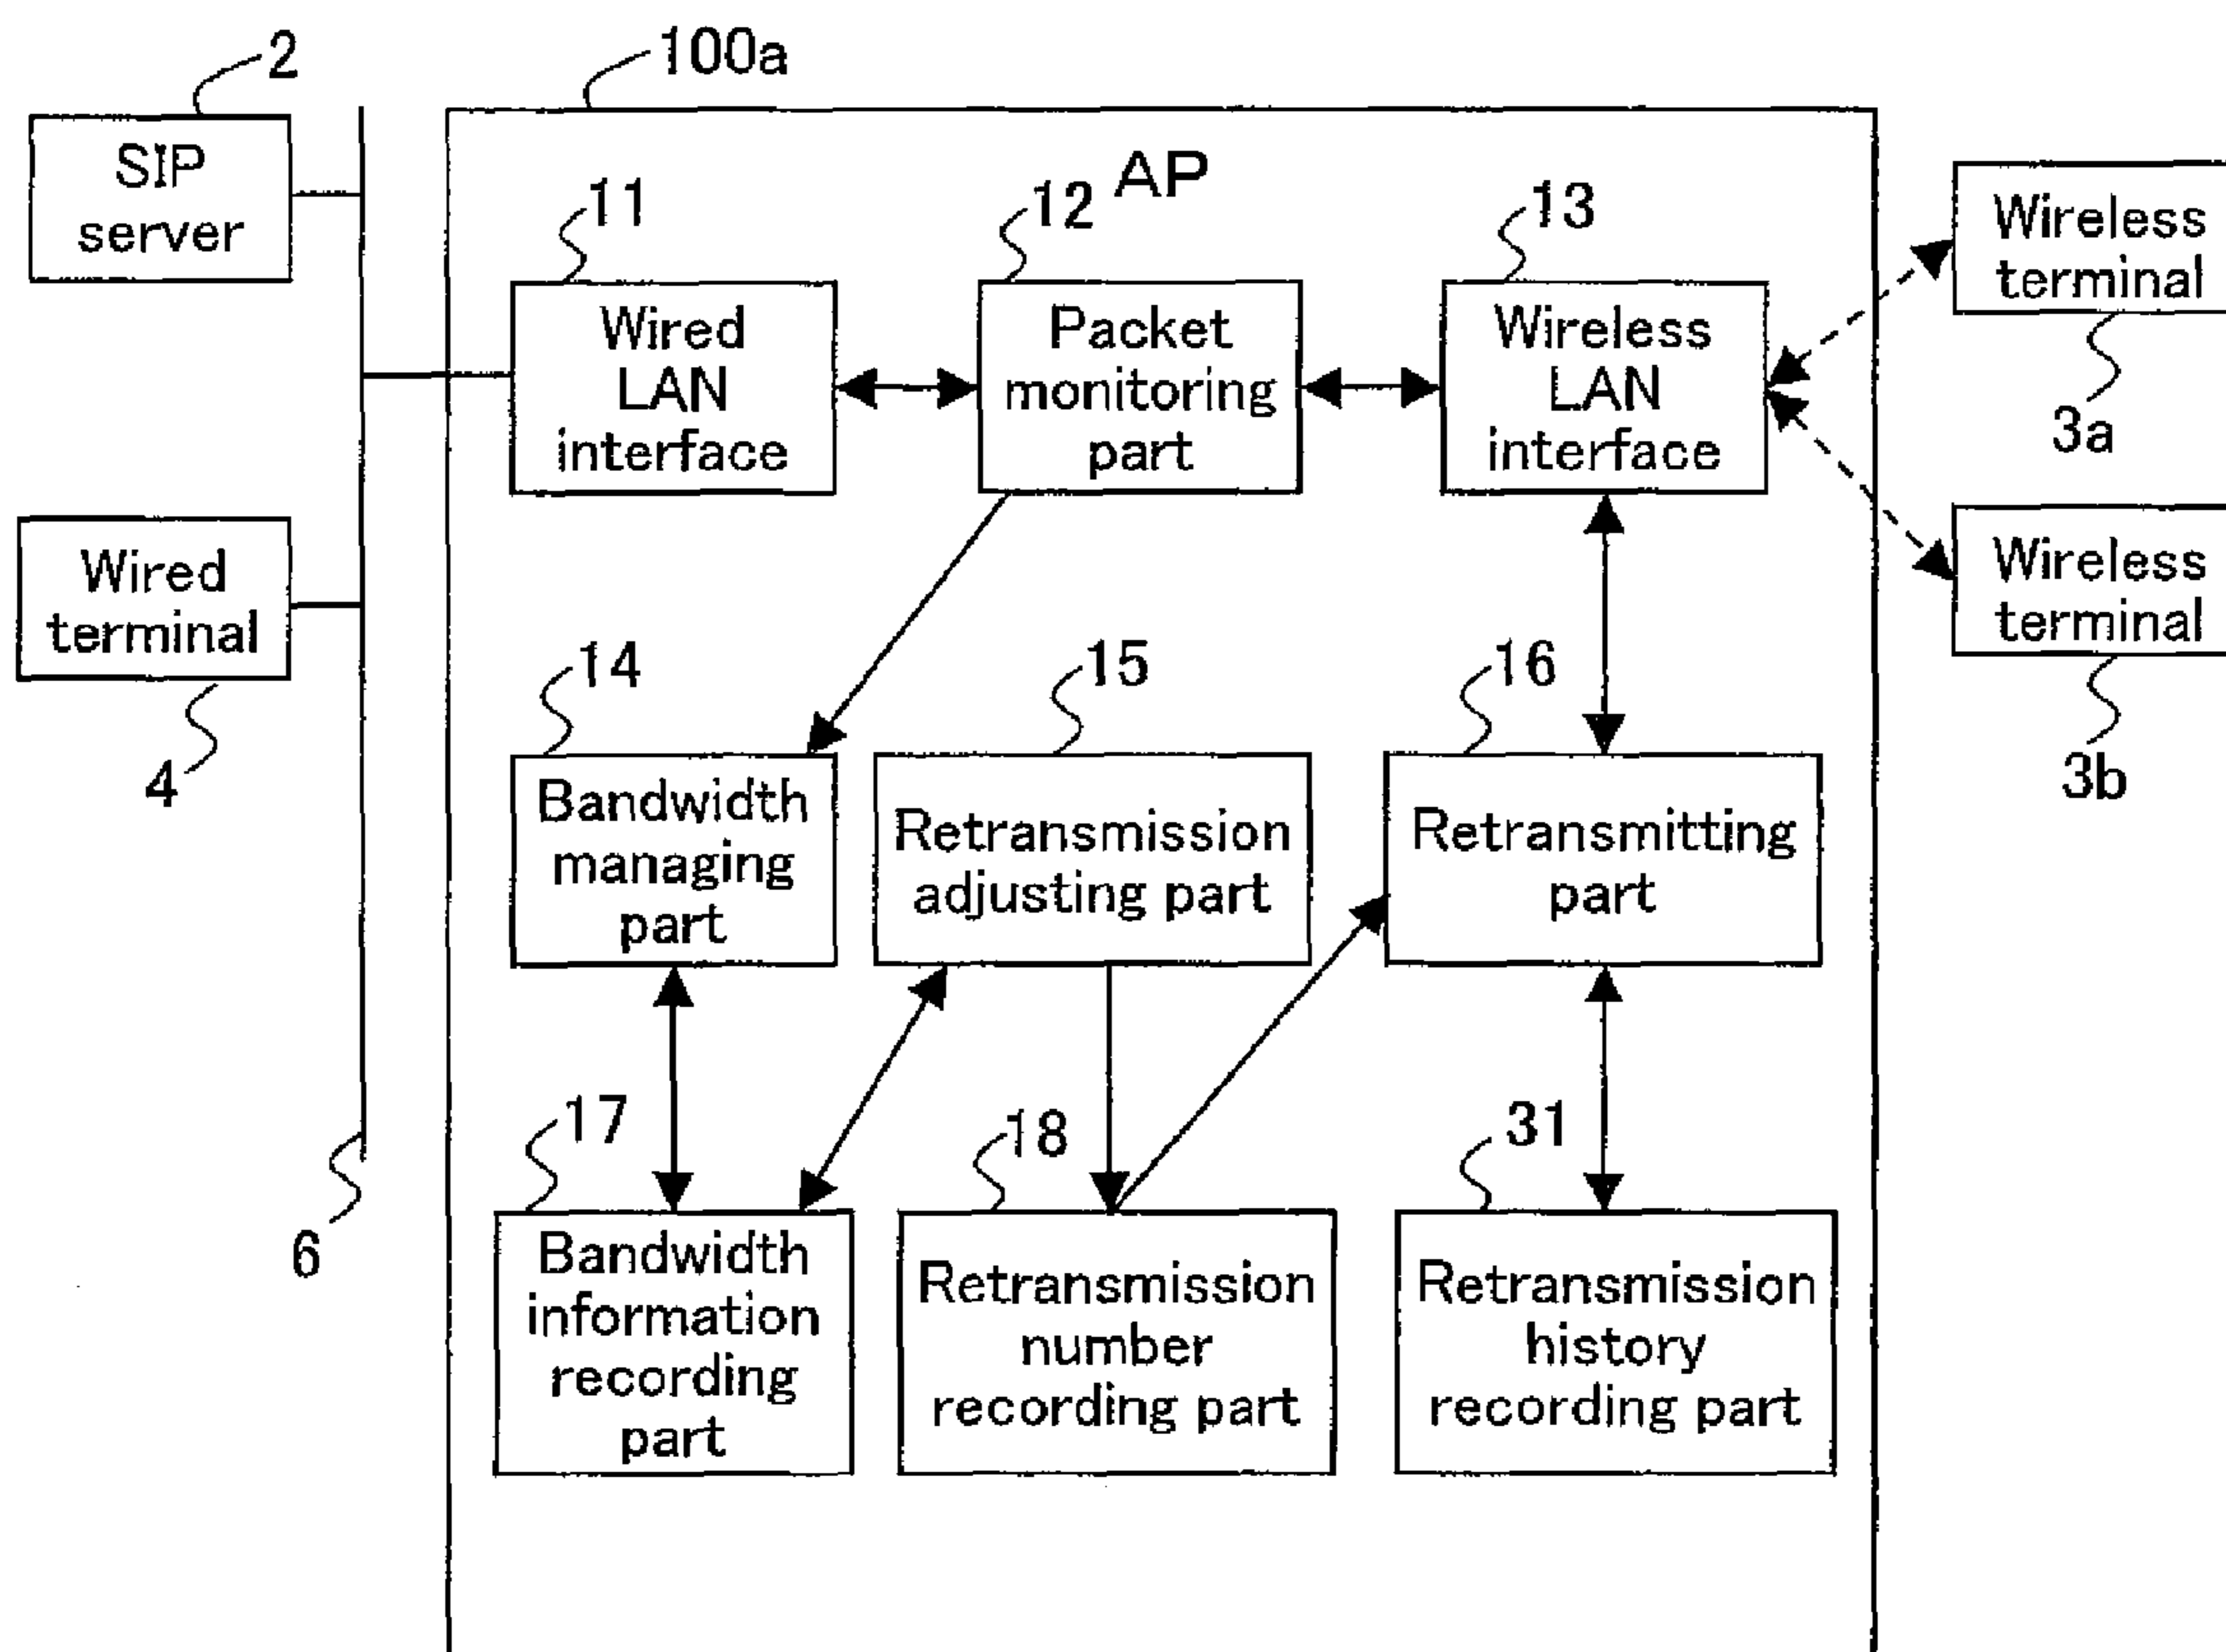 2
100a
SIP
server
AP
11
12
13
Wireless
terminal
3a
Wired
LAN
interface
Packet
monitoring
part
Wireless
LAN
interface
Wired
terminal
4
Wireless
terminal
3b
14
15
16
Bandwidth
managing
part
Retransmission
adjusting part
Retransmitting
part
6
17
18
31
Bandwidth
information
recording
part
Retransmission
number
recording part
Retransmission
history
recording part